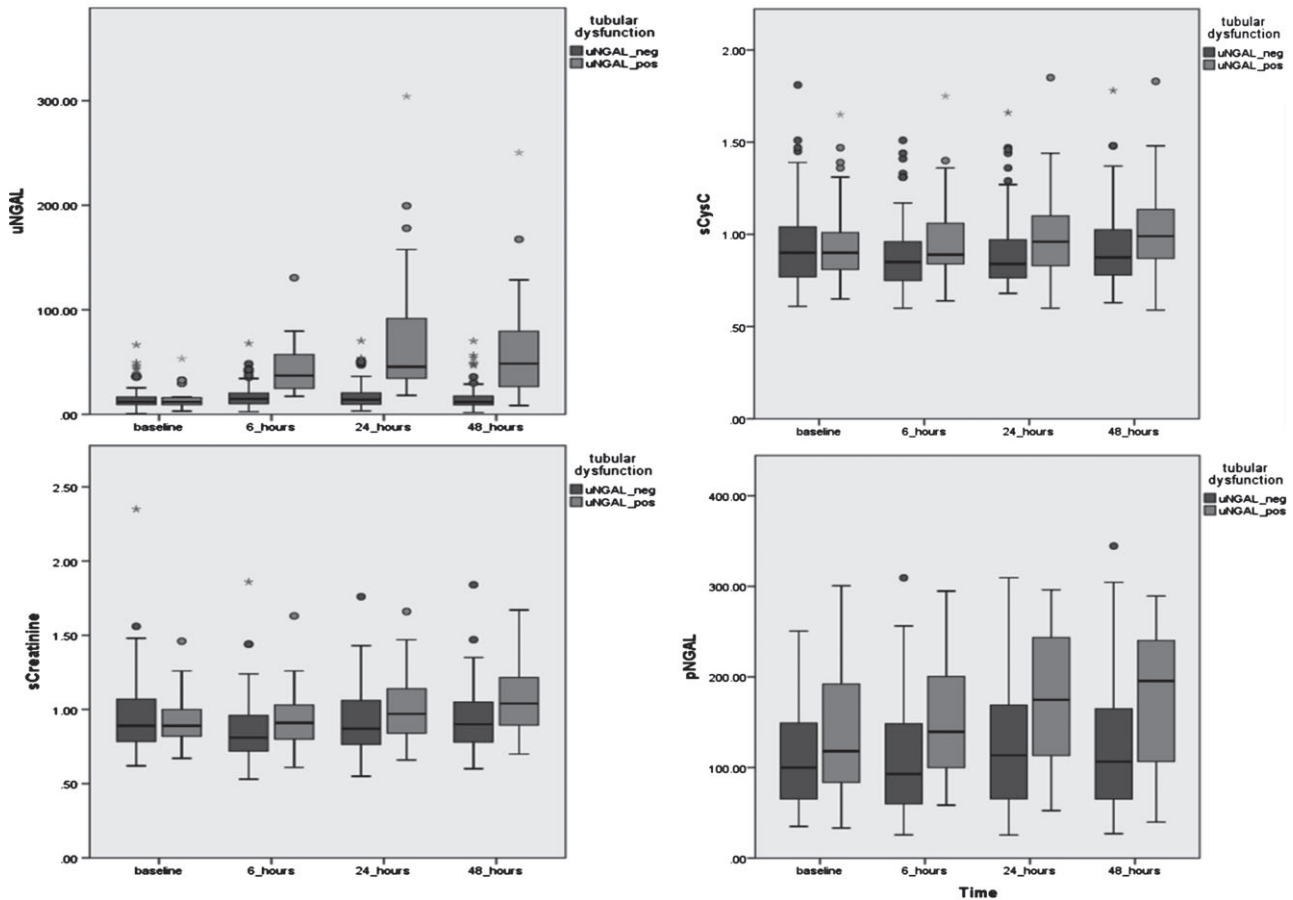 tubular
dysfunction
uNGAL_neg
uNGAL_pos
uNGAL
300.00
200.00
100.00
.00
baseline 6_hours 24_hours 48_hours
tubular
dysfunction
uNGAL_neg
uNGAL_pos
sCysC
2.00
1.50
1.00
.50
.00
baseline 6_hours 24_hours 48_hours
tubular
dysfunction
uNGAL_neg
uNGAL_pos
sCreatinine
2.50
2.00
1.50
1.00
.50
.00
baseline 6_hours 24_hours 48_hours
tubular
dysfunction
uNGAL_neg
uNGAL_pos
pNGAL
400.00
300.00
200.00
100.00
.00
baseline 6_hours 24_hours 48_hours
Time